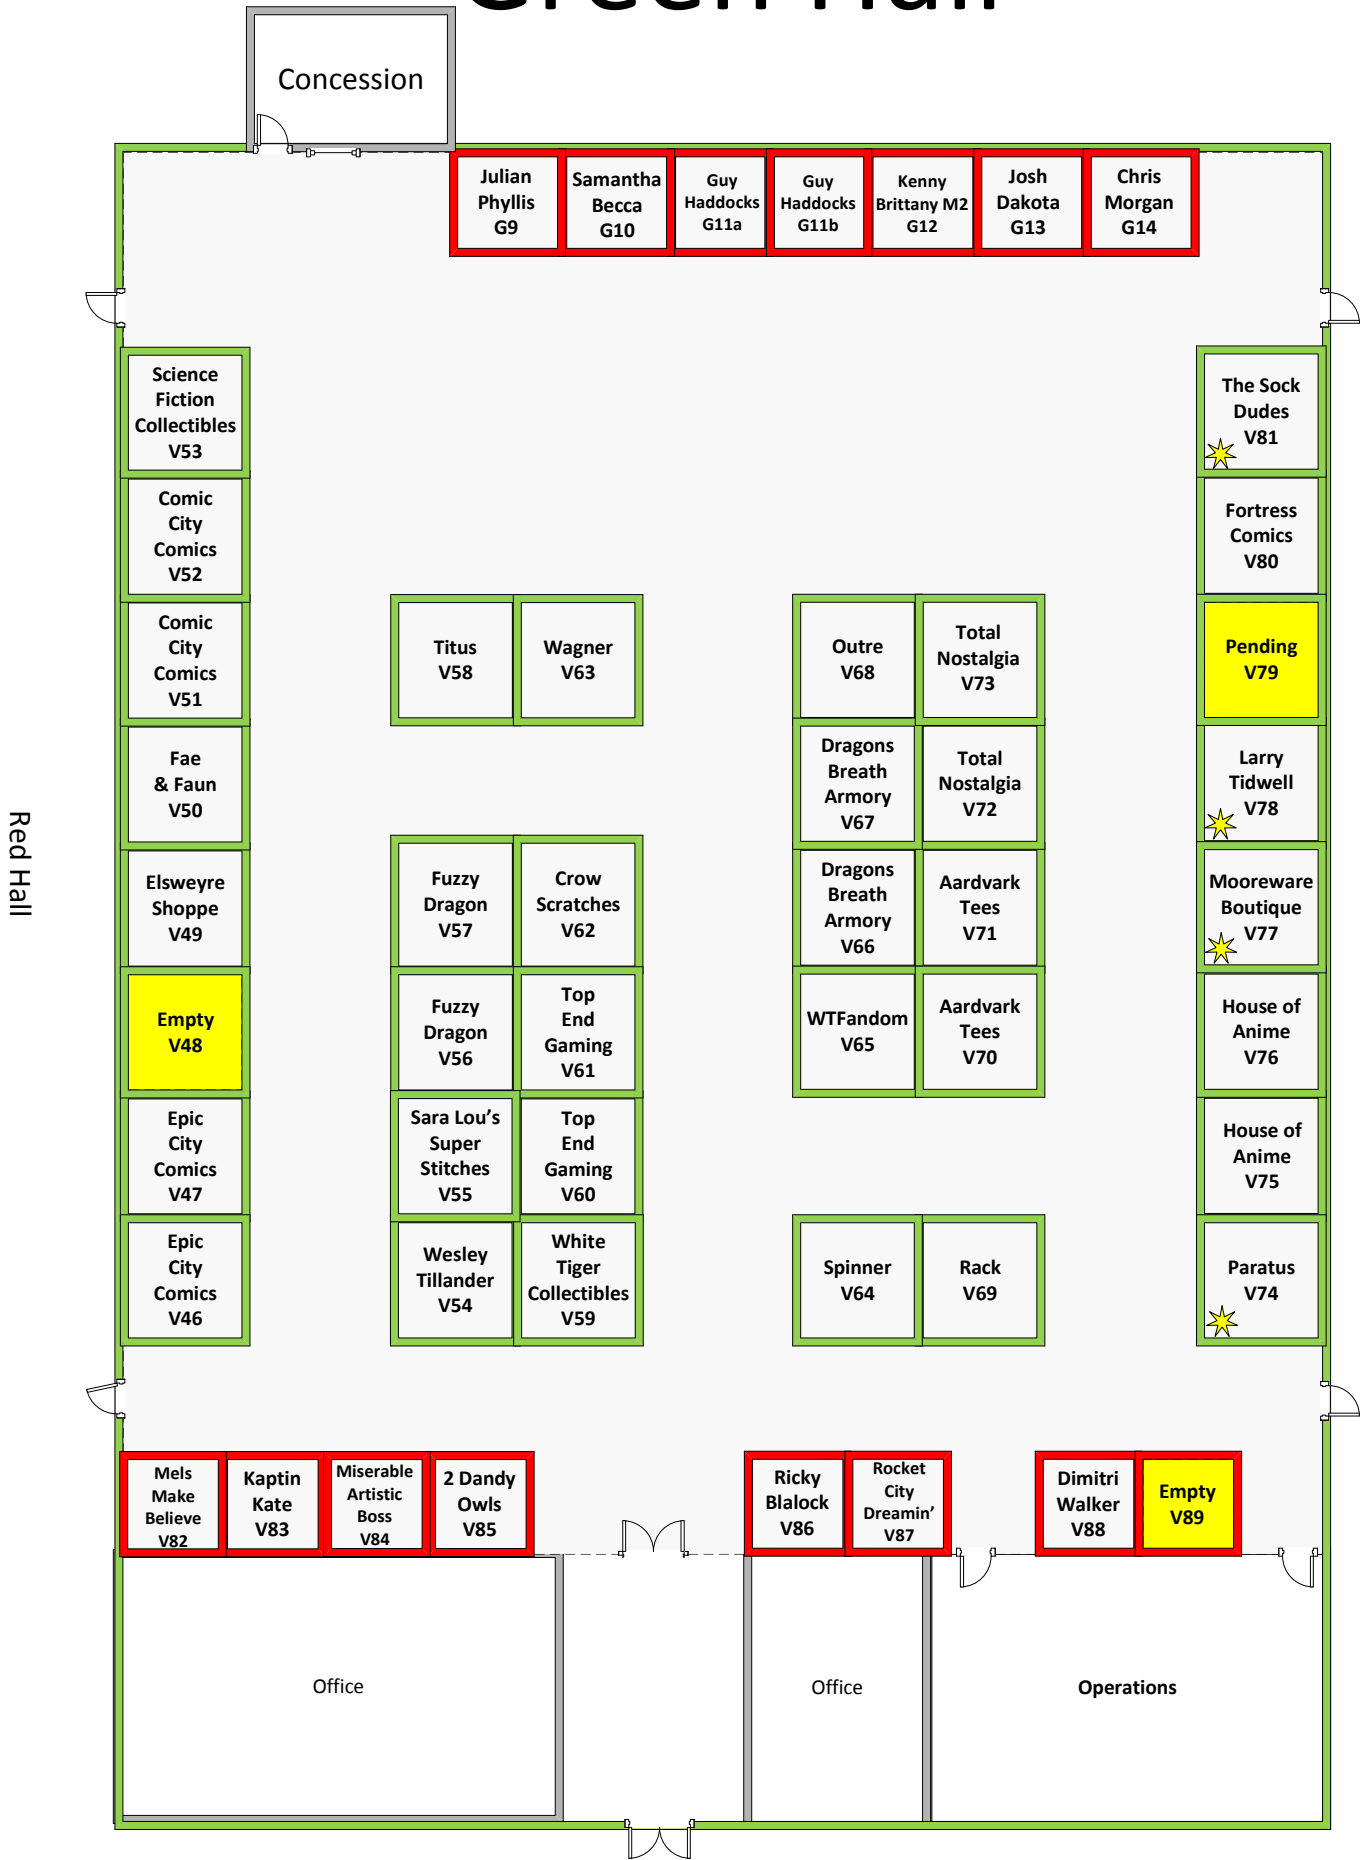 Green Hall
Concession
Julian
Phyllis
G9
Samantha
Becca
G10
Guy
Haddocks
G11a
Guy
Haddocks
G11b
Kenny
Brittany M2
G12
Josh
Dakota
G13
Chris
Morgan
G14
Science
Fiction
Collectibles
V53
Comic
City
Comics
V52
Comic
City
Comics
V51
Fae
& Faun
V50
Elsweyre
Shoppe
V49
Empty
V48
Epic
City
Comics
V47
Epic
City
Comics
V46
Red Hall
Titus
V58
Wagner
V63
Fuzzy
Dragon
V57
Crow
Scratches
V62
Fuzzy
Dragon
V56
Top
End
Gaming
V61
Sara Lou’s
Super
Stitches
V55
Top
End
Gaming
V60
Wesley
Tillander
V54
White
Tiger
Collectibles
V59
Outre
V68
Total
Nostalgia
V73
Dragons
Breath
Armory
V67
Total
Nostalgia
V72
Dragons
Breath
Armory
V66
Aardvark
Tees
V71
WTFandom
V65
Aardvark
Tees
V70
Spinner
V64
Rack
V69
The Sock
Dudes
V81
Fortress
Comics
V80
Pending
V79
Larry
Tidwell
V78
Mooreware
Boutique
V77
House of
Anime
V76
House of
Anime
V75
Paratus
V74
Mels
Make
Believe
V82
Kaptin
Kate
V83
Miserable
Artistic
Boss
V84
2 Dandy
Owls
V85
Ricky
Blalock
V86
Rocket
City
Dreamin’
V87
Dimitri
Walker
V88
Empty
V89
Office
Office
Operations